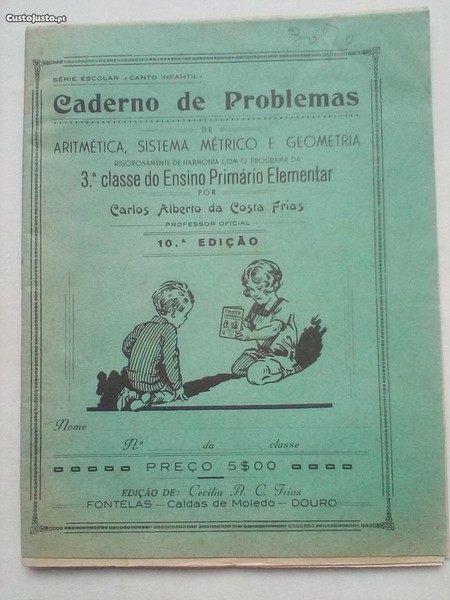 CustoJusto.pt
SÉRIE ESCOLAR «CANTO INFANTIL»
Caderno de Problemas
DE
ARITMÉTICA, SISTEMA MÉTRICO E GEOMETRIA
RIGOROSAMENTE DE HARMONIA COM O PROGRAMA DA
3.ª classe do Ensino Primário Elementar
POR
Carlos Alberto da Costa Frias
PROFESSOR OFICIAL
10.ª EDIÇÃO
Nome
N.º da classe
PREÇO 5$00
EDIÇÃO DE: Cecilia A. C. Frias
FONTELAS — Caldas de Moledo — DOURO